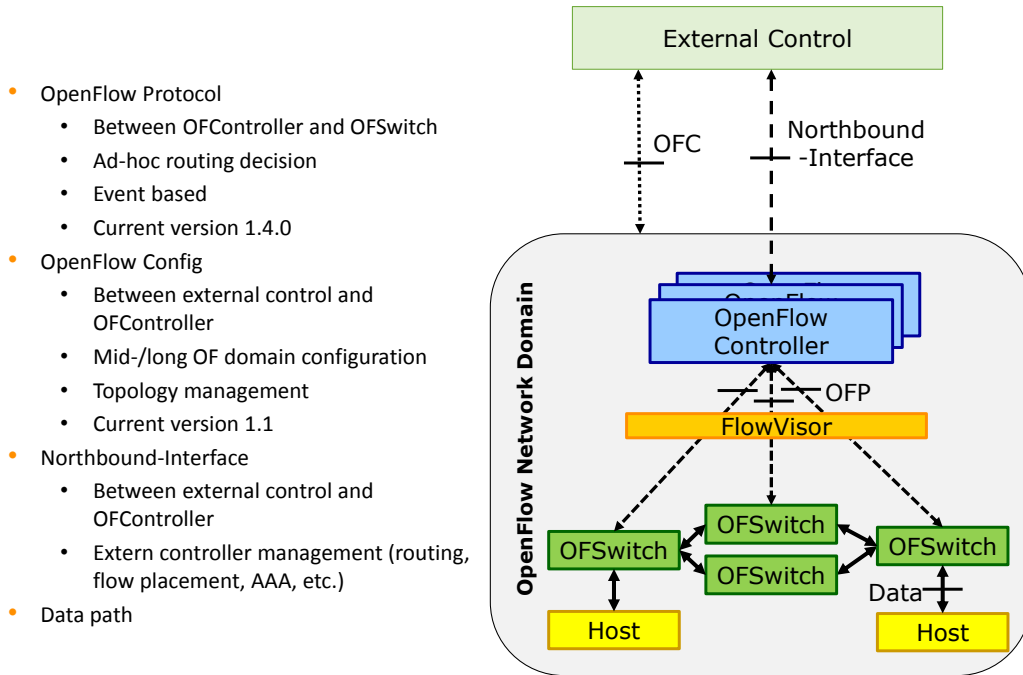 OpenFlow Protocol
Between OFController and OFSwitch
Ad-hoc routing decision
Event based
Current version 1.4.0
OpenFlow Config
Between external control and
OFController
Mid-/long OF domain configuration
Topology management
Current version 1.1
Northbound-Interface
Between external control and
OFController
Extern controller management (routing,
flow placement, AAA, etc.)
Data path
External Control
OFC
Northbound
-Interface
OpenFlow Network Domain
OpenFlow
OpenFlow
Controller
OFP
FlowVisor
OFSwitch
OFSwitch
OFSwitch
OFSwitch
Data
Host
Host